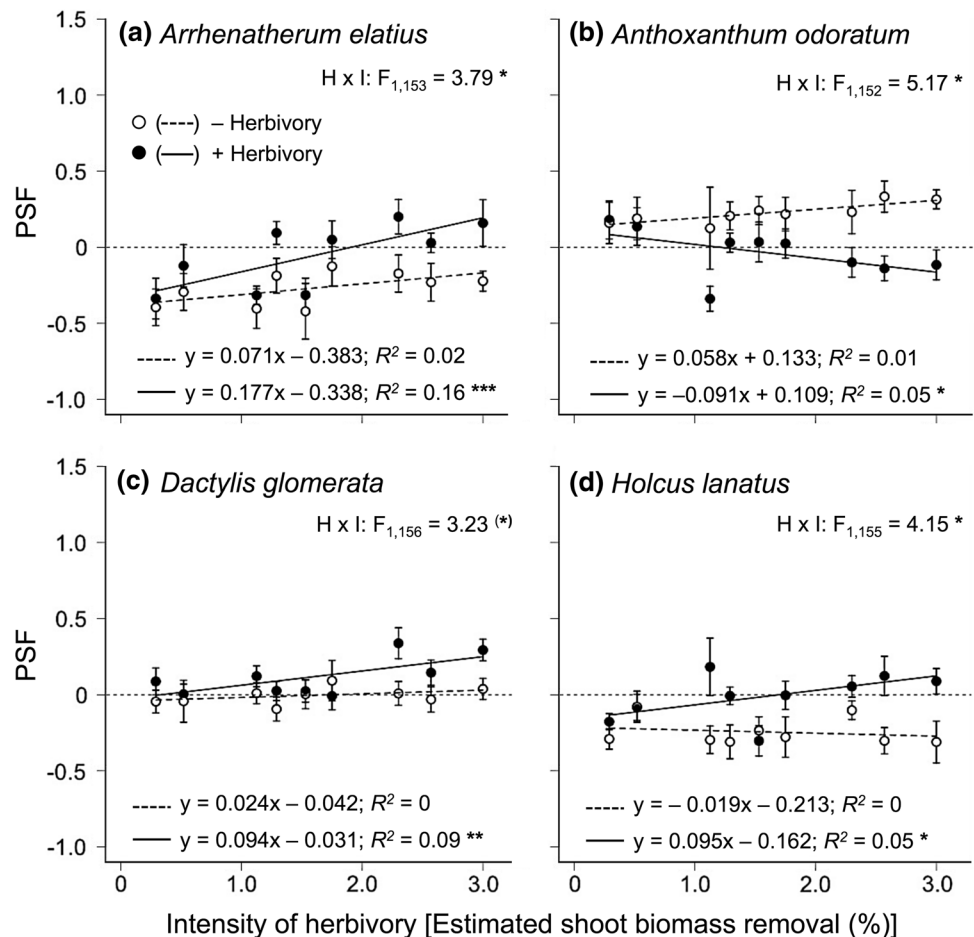 (a) Arrhenatherum elatius
H x I: F1,153 = 3.79 *
(----) – Herbivory
(—) + Herbivory
y = 0.071x – 0.383; R² = 0.02
y = 0.177x – 0.338; R² = 0.16 ***
1.5
1.0
0.5
0
-0.5
-1.0
PSF
(b) Anthoxanthum odoratum
H x I: F1,152 = 5.17 *
y = 0.058x + 0.133; R² = 0.01
y = –0.091x + 0.109; R² = 0.05 *
(c) Dactylis glomerata
H x I: F1,156 = 3.23 (*)
y = 0.024x – 0.042; R² = 0
y = 0.094x – 0.031; R² = 0.09 **
1.5
1.0
0.5
0
-0.5
-1.0
PSF
0 1.0 2.0 3.0
(d) Holcus lanatus
H x I: F1,155 = 4.15 *
y = – 0.019x – 0.213; R² = 0
y = 0.095x – 0.162; R² = 0.05 *
0 1.0 2.0 3.0
Intensity of herbivory [Estimated shoot biomass removal (%)]